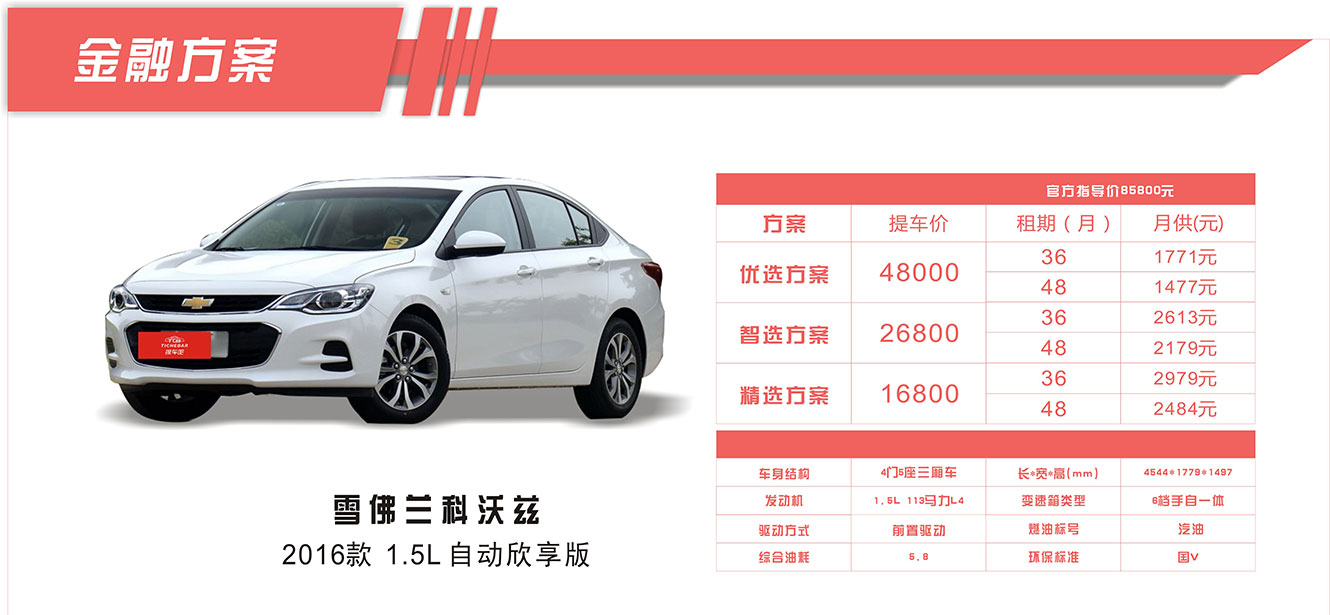 金融方案
官方指导价85800元
方案 提车价 租期（月） 月供(元)
优选方案 48000 36 1771元
48 1477元
智选方案 26800 36 2613元
48 2179元
精选方案 16800 36 2979元
48 2484元
车身结构 4门5座三厢车 长*宽*高(mm) 4544*1779*1497
发动机 1.5L 113马力L4 变速箱类型 6档手自一体
驱动方式 前置驱动 燃油标号 汽油
综合油耗 5.8 环保标准 国V
TCB
TICHEBAR
提车吧
雪佛兰科沃兹
2016款 1.5L自动欣享版